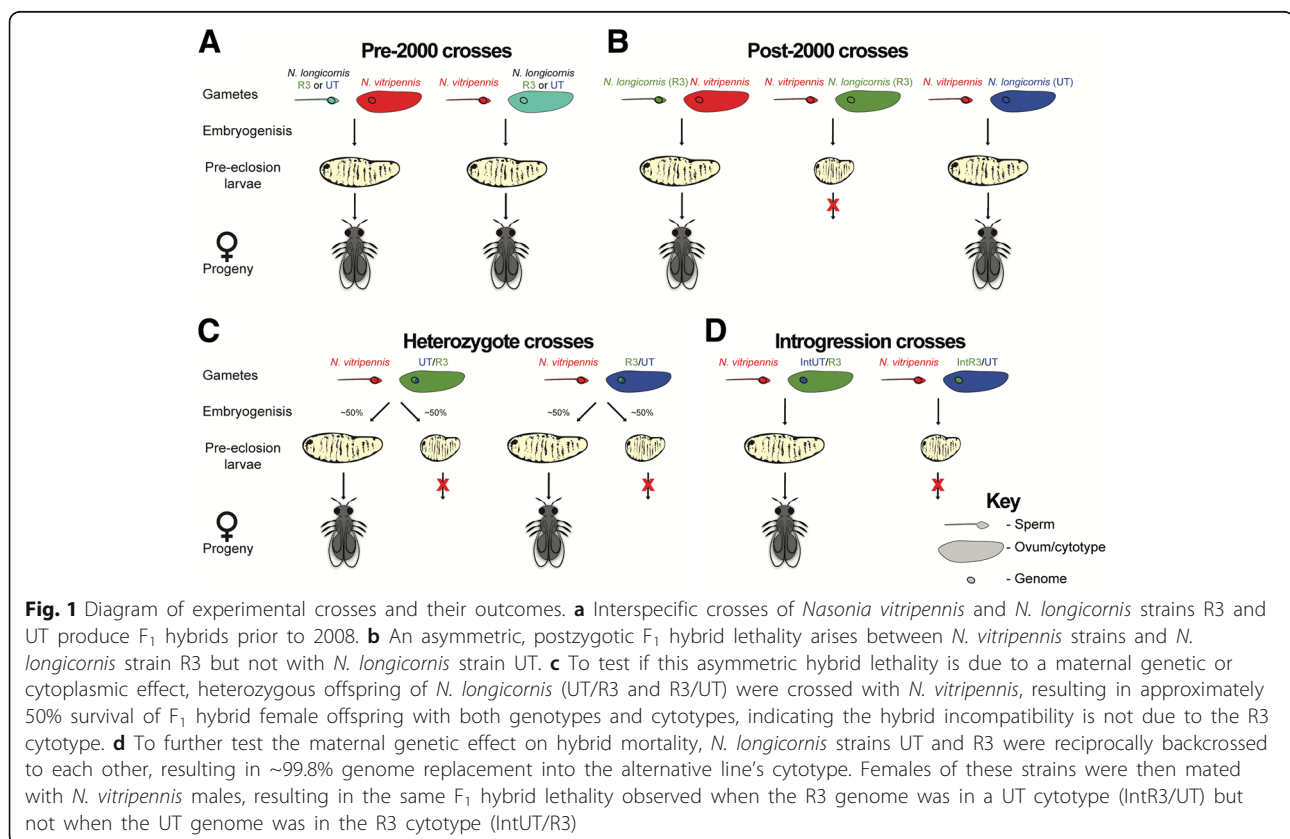 A
Pre-2000 crosses
N. longicornis
R3 or UT
N. vitripennis
N. vitripennis
N. longicornis
R3 or UT
Gametes
Embryogenisis
Pre-eclosion
larvae
Progeny
B
Post-2000 crosses
N. longicornis (R3) N. vitripennis
N. vitripennis
N. longicornis (R3)
N. vitripennis
N. longicornis (UT)
C
Heterozygote crosses
Gametes
N. vitripennis
UT/R3
N. vitripennis
R3/UT
Embryogenisis
~50%
~50%
~50%
~50%
Pre-eclosion
larvae
Progeny
D
Introgression crosses
N. vitripennis
IntUT/R3
N. vitripennis
IntR3/UT
Key
- Sperm
- Ovum/cytotype
- Genome
Fig. 1 Diagram of experimental crosses and their outcomes. a Interspecific crosses of Nasonia vitripennis and N. longicornis strains R3 and
UT produce F1 hybrids prior to 2008. b An asymmetric, postzygotic F1 hybrid lethality arises between N. vitripennis strains and N.
longicornis strain R3 but not with N. longicornis strain UT. c To test if this asymmetric hybrid lethality is due to a maternal genetic or
cytoplasmic effect, heterozygous offspring of N. longicornis (UT/R3 and R3/UT) were crossed with N. vitripennis, resulting in approximately
50% survival of F1 hybrid female offspring with both genotypes and cytotypes, indicating the hybrid incompatibility is not due to the R3
cytotype. d To further test the maternal genetic effect on hybrid mortality, N. longicornis strains UT and R3 were reciprocally backcrossed
to each other, resulting in ~99.8% genome replacement into the alternative line's cytotype. Females of these strains were then mated
with N. vitripennis males, resulting in the same F1 hybrid lethality observed when the R3 genome was in a UT cytotype (IntR3/UT) but
not when the UT genome was in the R3 cytotype (IntUT/R3)